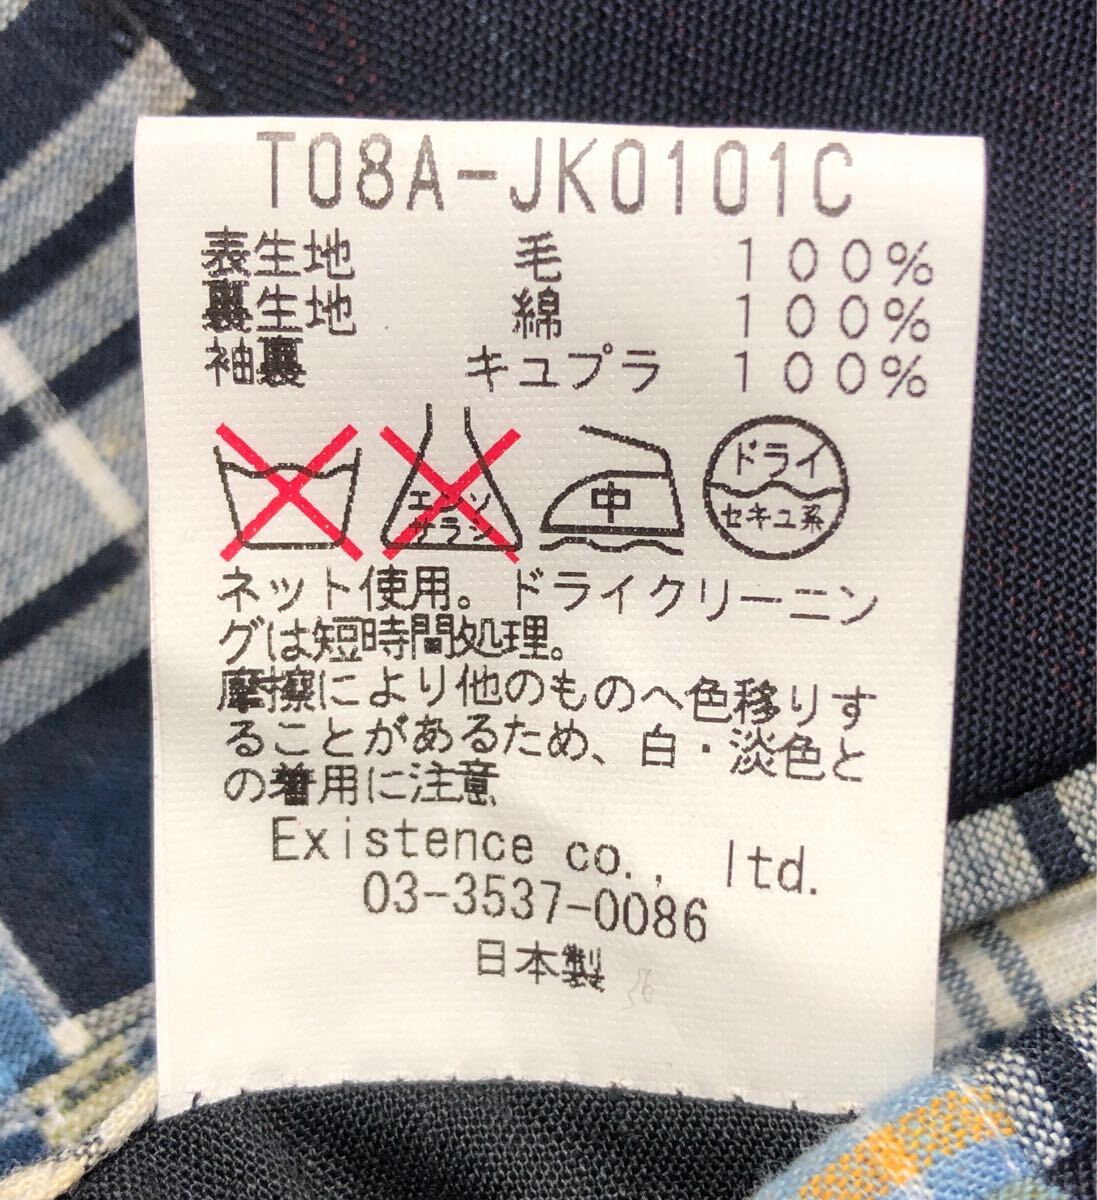 T08A-JK0101C
表生地 毛 100%
裏生地 綿 100%
袖裏 キュプラ 100%
エンソ サラシ 中 ドライ セキユ系
ネット使用。ドライクリーニン
グは短時間処理。
摩擦により他のものへ色移りす
ることがあるため、白・淡色と
の着用に注意
Existence co., ltd.
03-3537-0086
日本製